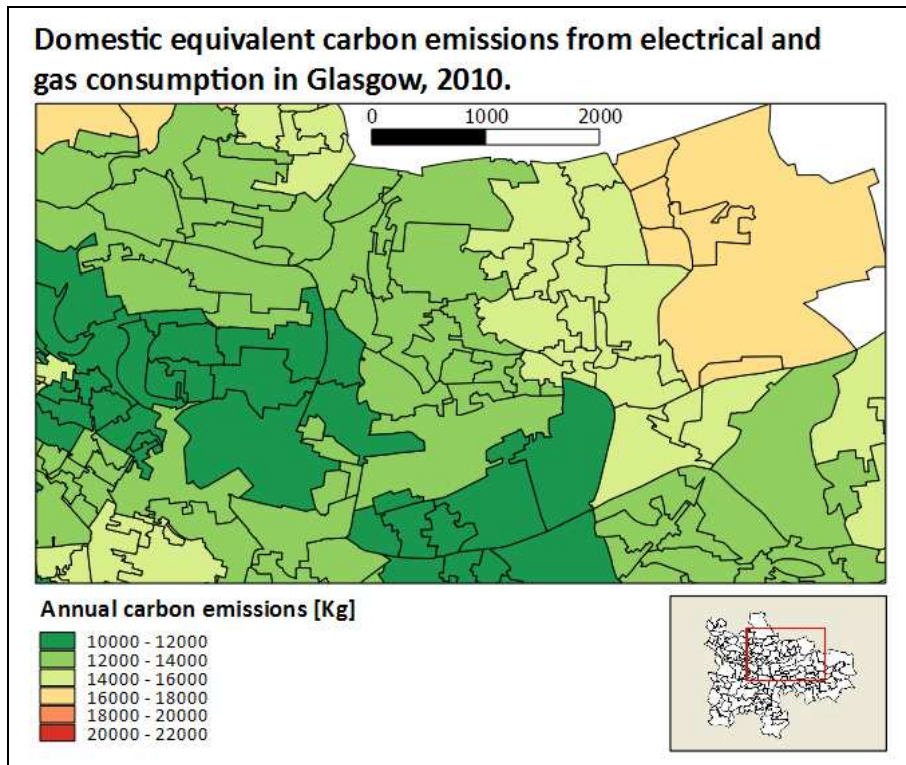 Domestic equivalent carbon emissions from electrical and
gas consumption in Glasgow, 2010.
0 1000 2000
Annual carbon emissions [Kg]
10000 - 12000
12000 - 14000
14000 - 16000
16000 - 18000
18000 - 20000
20000 - 22000